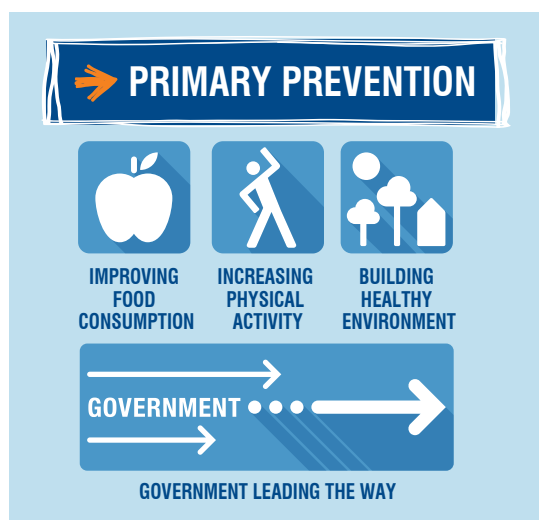 PRIMARY PREVENTION
IMPROVING
FOOD
CONSUMPTION
INCREASING
PHYSICAL
ACTIVITY
BUILDING
HEALTHY
ENVIRONMENT
GOVERNMENT
GOVERNMENT LEADING THE WAY